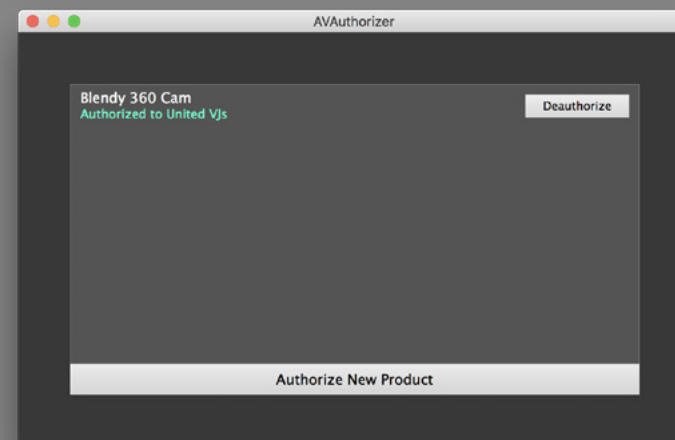 AVAuthorizer
Blendy 360 Cam
Deauthorize
Authorized to United VJs
Authorize New Product